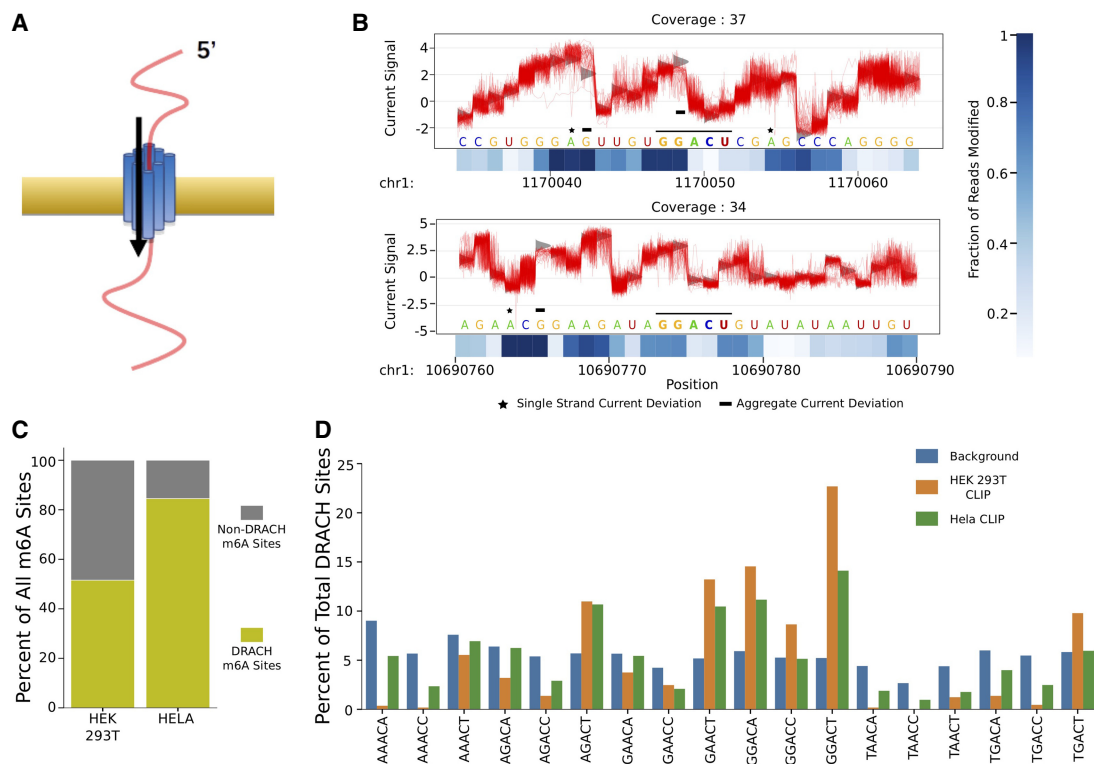 A
5’
B
Coverage : 37
Current Signal
4
2
0
-2
C C G U G G G A G U U G U G G A C U C G A G C C C A G G G G
chr1:
1170040
1170050
1170060
Coverage : 34
Current Signal
5
2.5
0
-2.5
-5
A G A A C G G A A G A U A G G A C U G U A U A U A A U U G U
chr1:
10690760
10690770
10690780
10690790
Position
★ Single Strand Current Deviation
Aggregate Current Deviation
1
0.8
0.6
0.4
0.2
Fraction of Reads Modified
C
Percent of All m6A Sites
100
80
60
40
20
0
HEK
293T
HELA
Non-DRACH
m6A Sites
DRACH
m6A Sites
D
Percent of Total DRACH Sites
25
20
15
10
5
0
Background
HEK 293T
CLIP
Hela CLIP
AAACA
AAACC
AAACT
AGACA
AGACC
AGACT
GAACA
GAACC
GAACT
GGACA
GGACC
GGACT
TAACA
TAACC
TAACT
TGACA
TGACC
TGACT